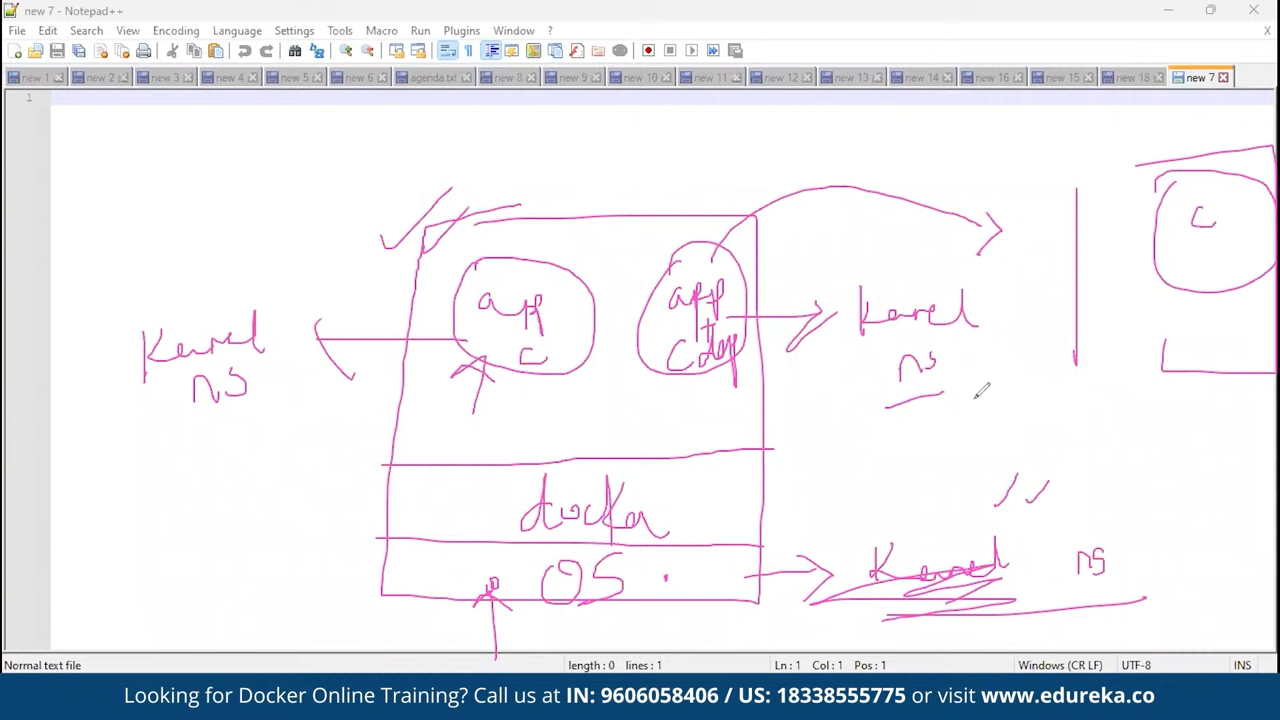 new 7 - Notepad++
File Edit Search View Encoding Language Settings Tools Macro Run Plugins Window ? X
new 1 new 2 new 3 new 4 new 5 new 6 agenda.txt new 8 new 9 new 10 new 11 new 12 new 13 new 14 new 16 new 15 new 18 new 7
1
C
app
C
app
+
C dep
Kernel
ns
Kernel
ns
docker
OS
Kernel ns
Normal text file length : 0 lines : 1 Ln : 1 Col : 1 Pos : 1 Windows (CR LF) UTF-8 INS
Looking for Docker Online Training? Call us at IN: 9606058406 / US: 18338555775 or visit www.edureka.co